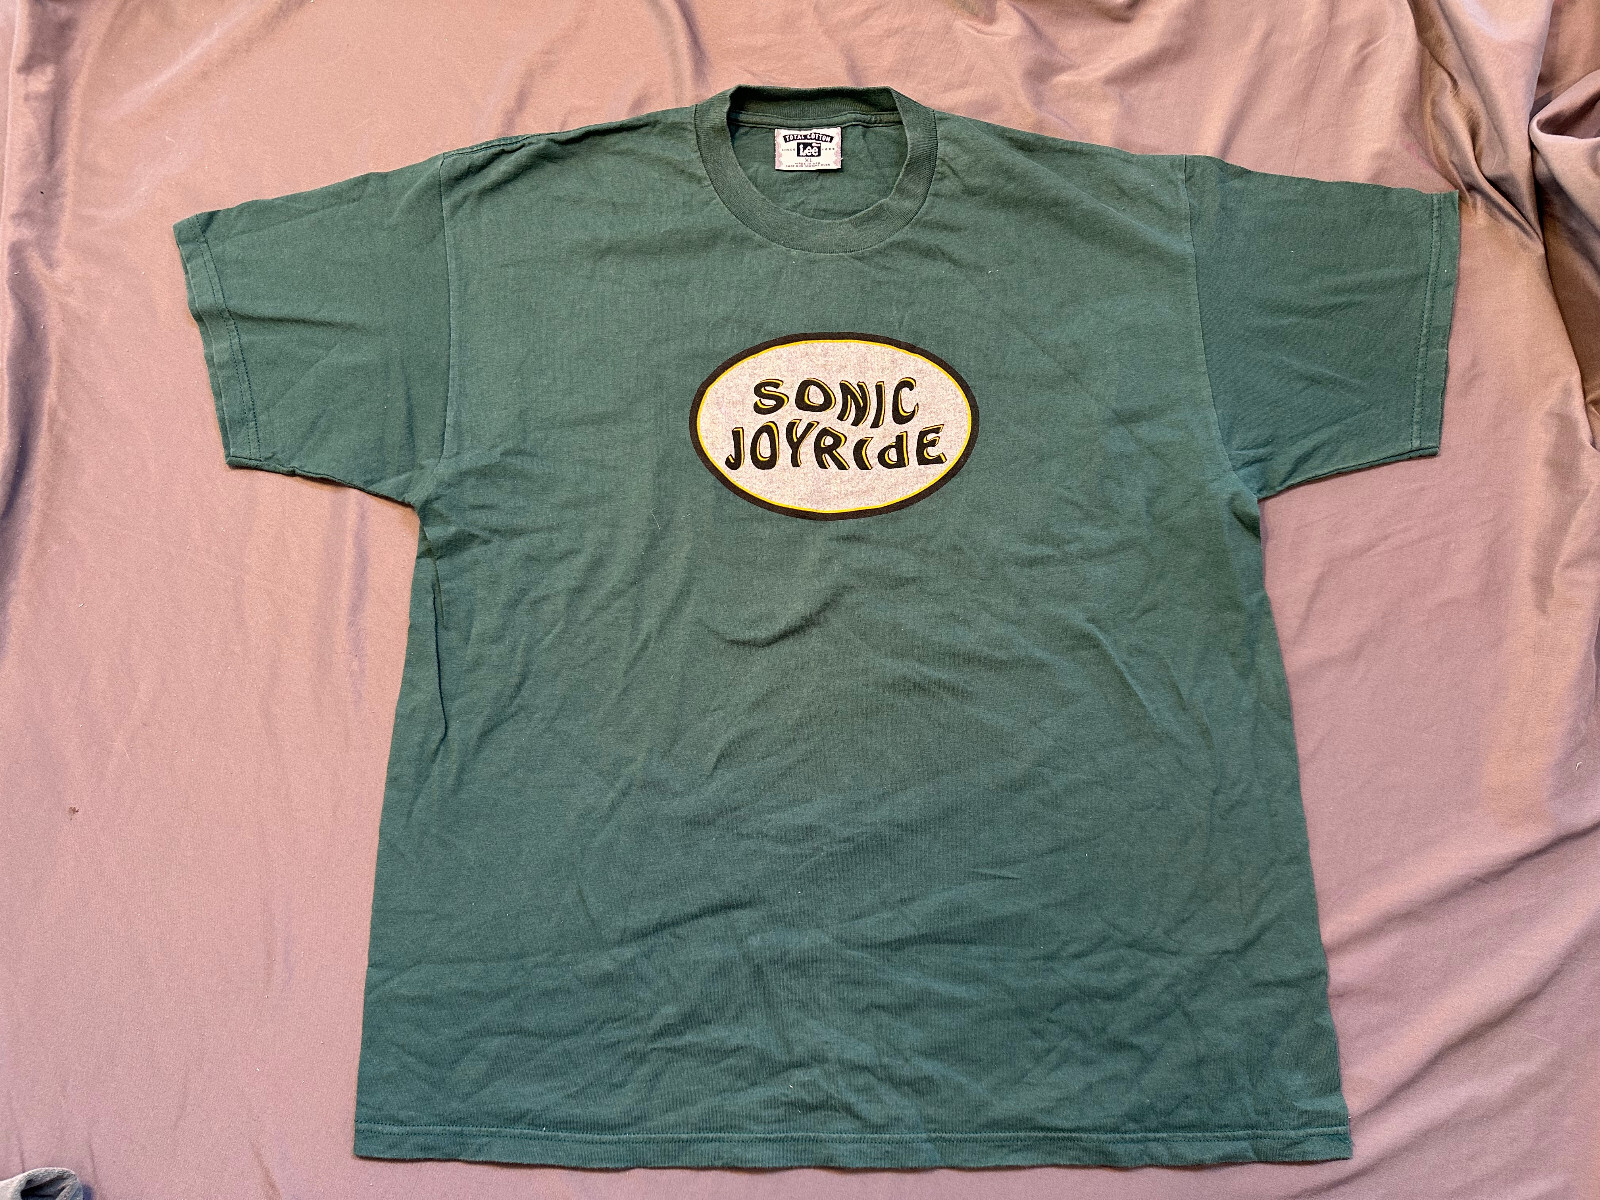 TOTAL COTTON
Lee
XL
SONIC
JOYRIdE